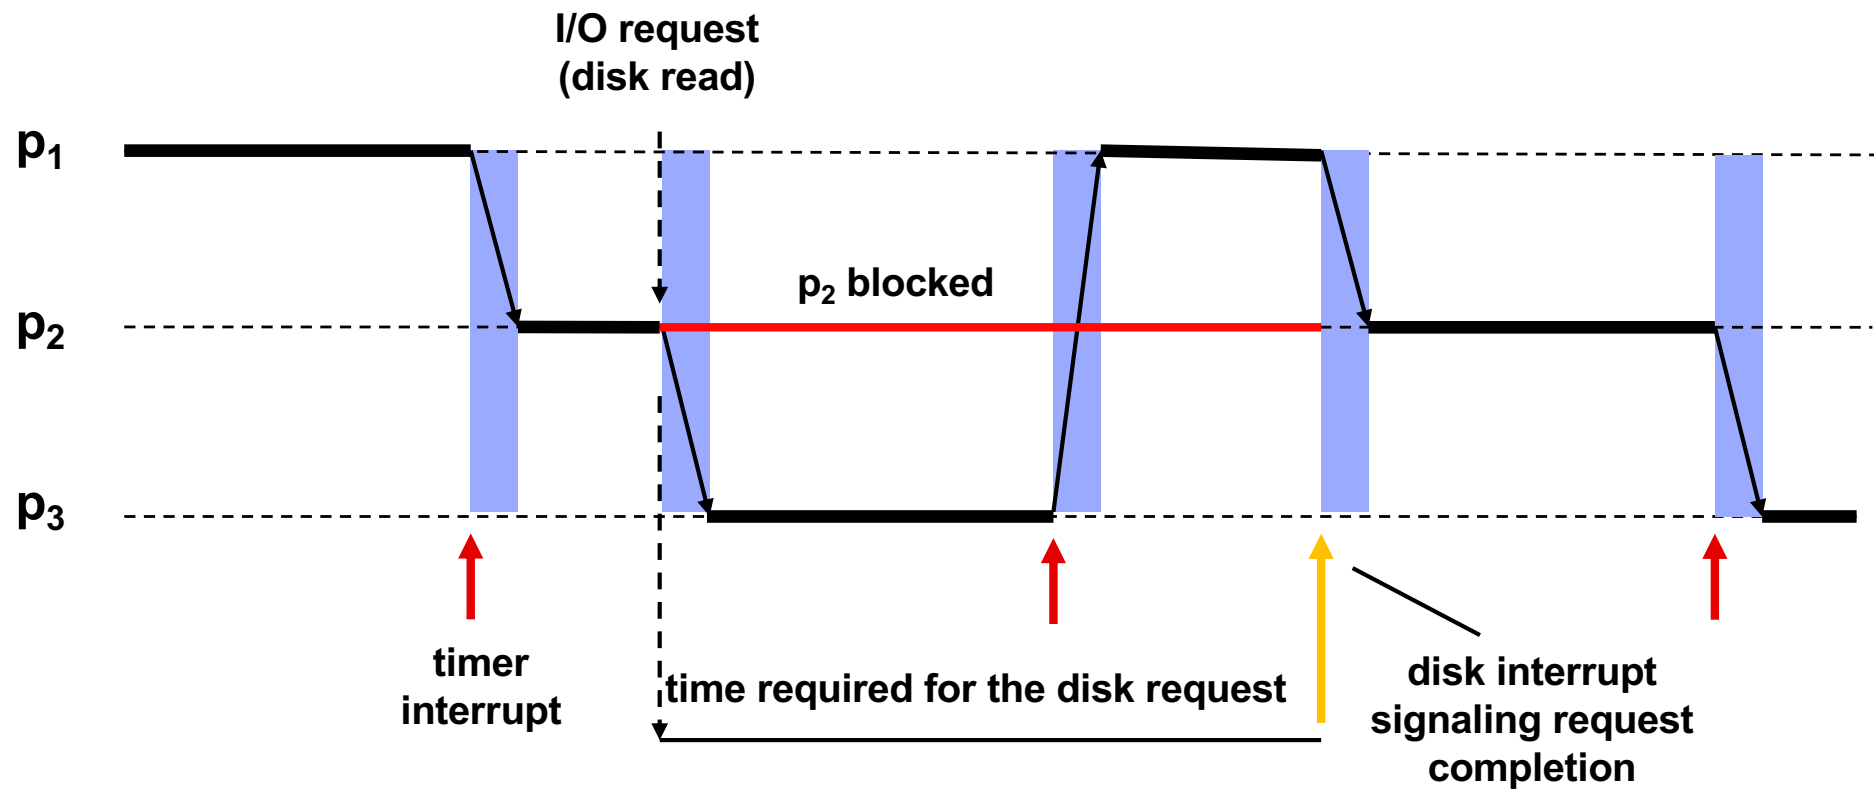 I/O request
(disk read)
p₁
p₂ blocked
p₂
p₃
timer
interrupt
time required for the disk request
disk interrupt
signaling request
completion